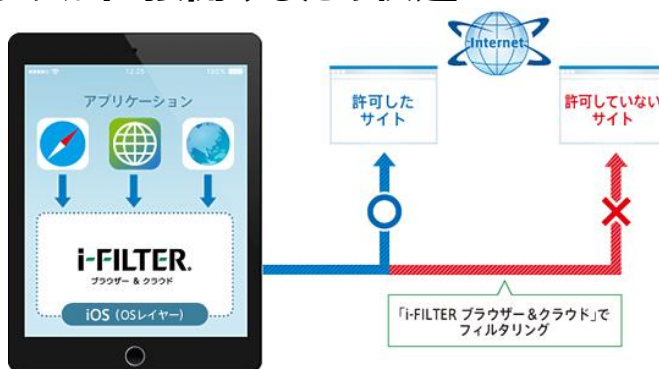 12:25
100%
アプリケーション
i-FILTER.
ブラウザー & クラウド
iOS (OSレイヤー)
Internet
許可した
サイト
許可していない
サイト
「i-FILTER ブラウザー&クラウド」で
フィルタリング